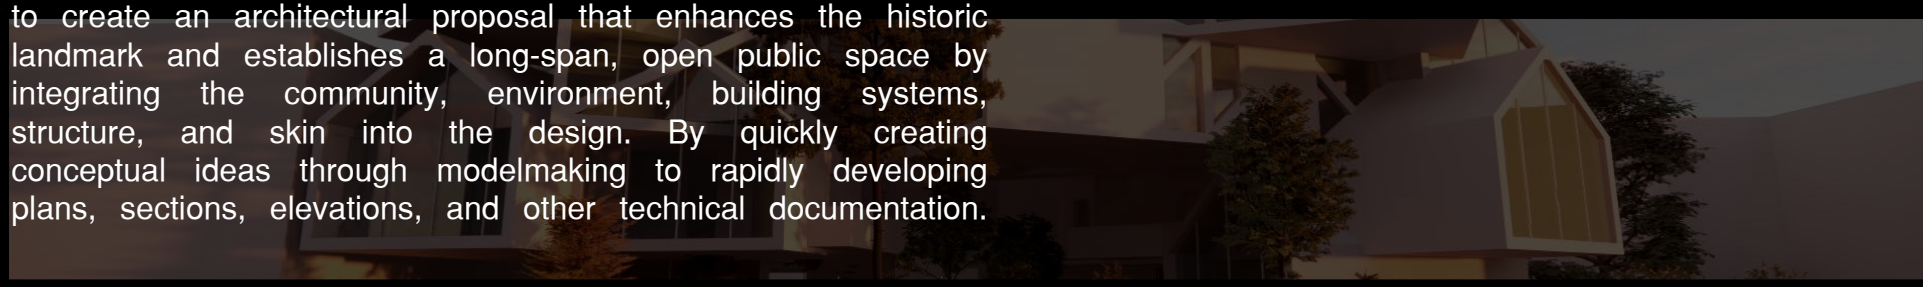 to create an architectural proposal that enhances the historic
landmark and establishes a long-span, open public space by
integrating the community, environment, building systems,
structure, and skin into the design. By quickly creating
conceptual ideas through modelmaking to rapidly developing
plans, sections, elevations, and other technical documentation.